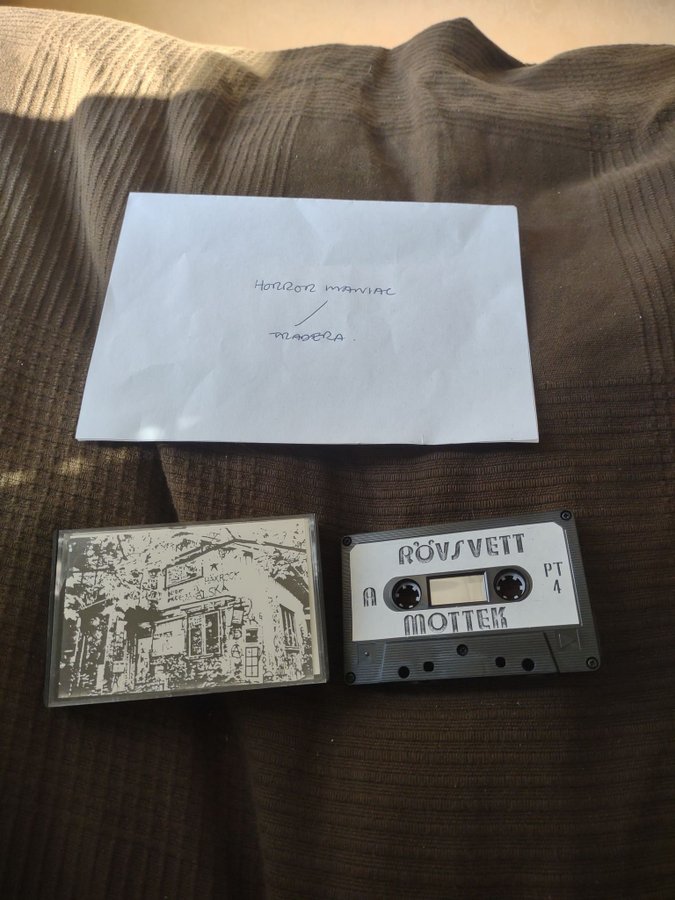 HORROR MANIAC
/
TRADERA.
RÖVSVETT
A
PT
4
MOTTEK